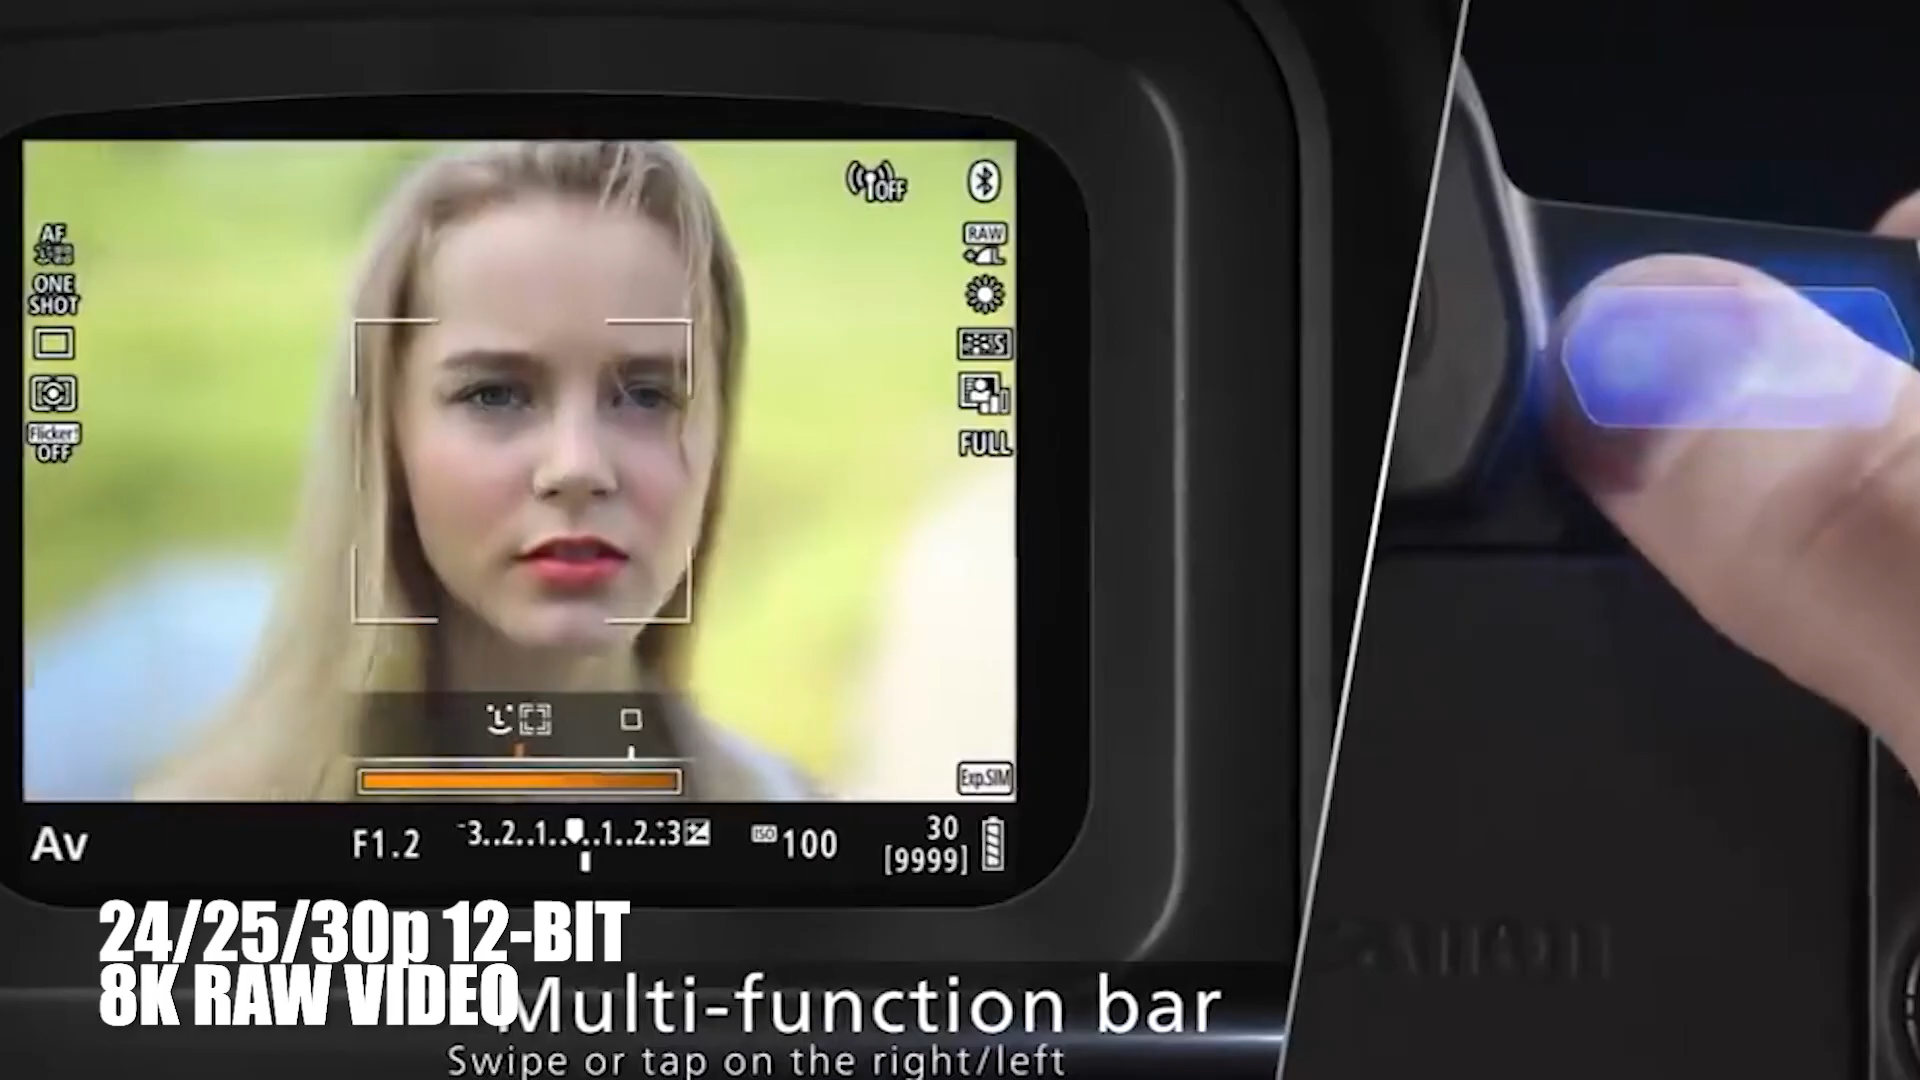 OFF
AF
ONE
SHOT
Flicker!
OFF
RAW
L
S
FULL
Exp.SIM
Av
F1.2
-3..2..1....1..2..+3
ISO 100
30
[9999]
24/25/30p 12-BIT
8K RAW VIDEO
Multi-function bar
Swipe or tap on the right/left